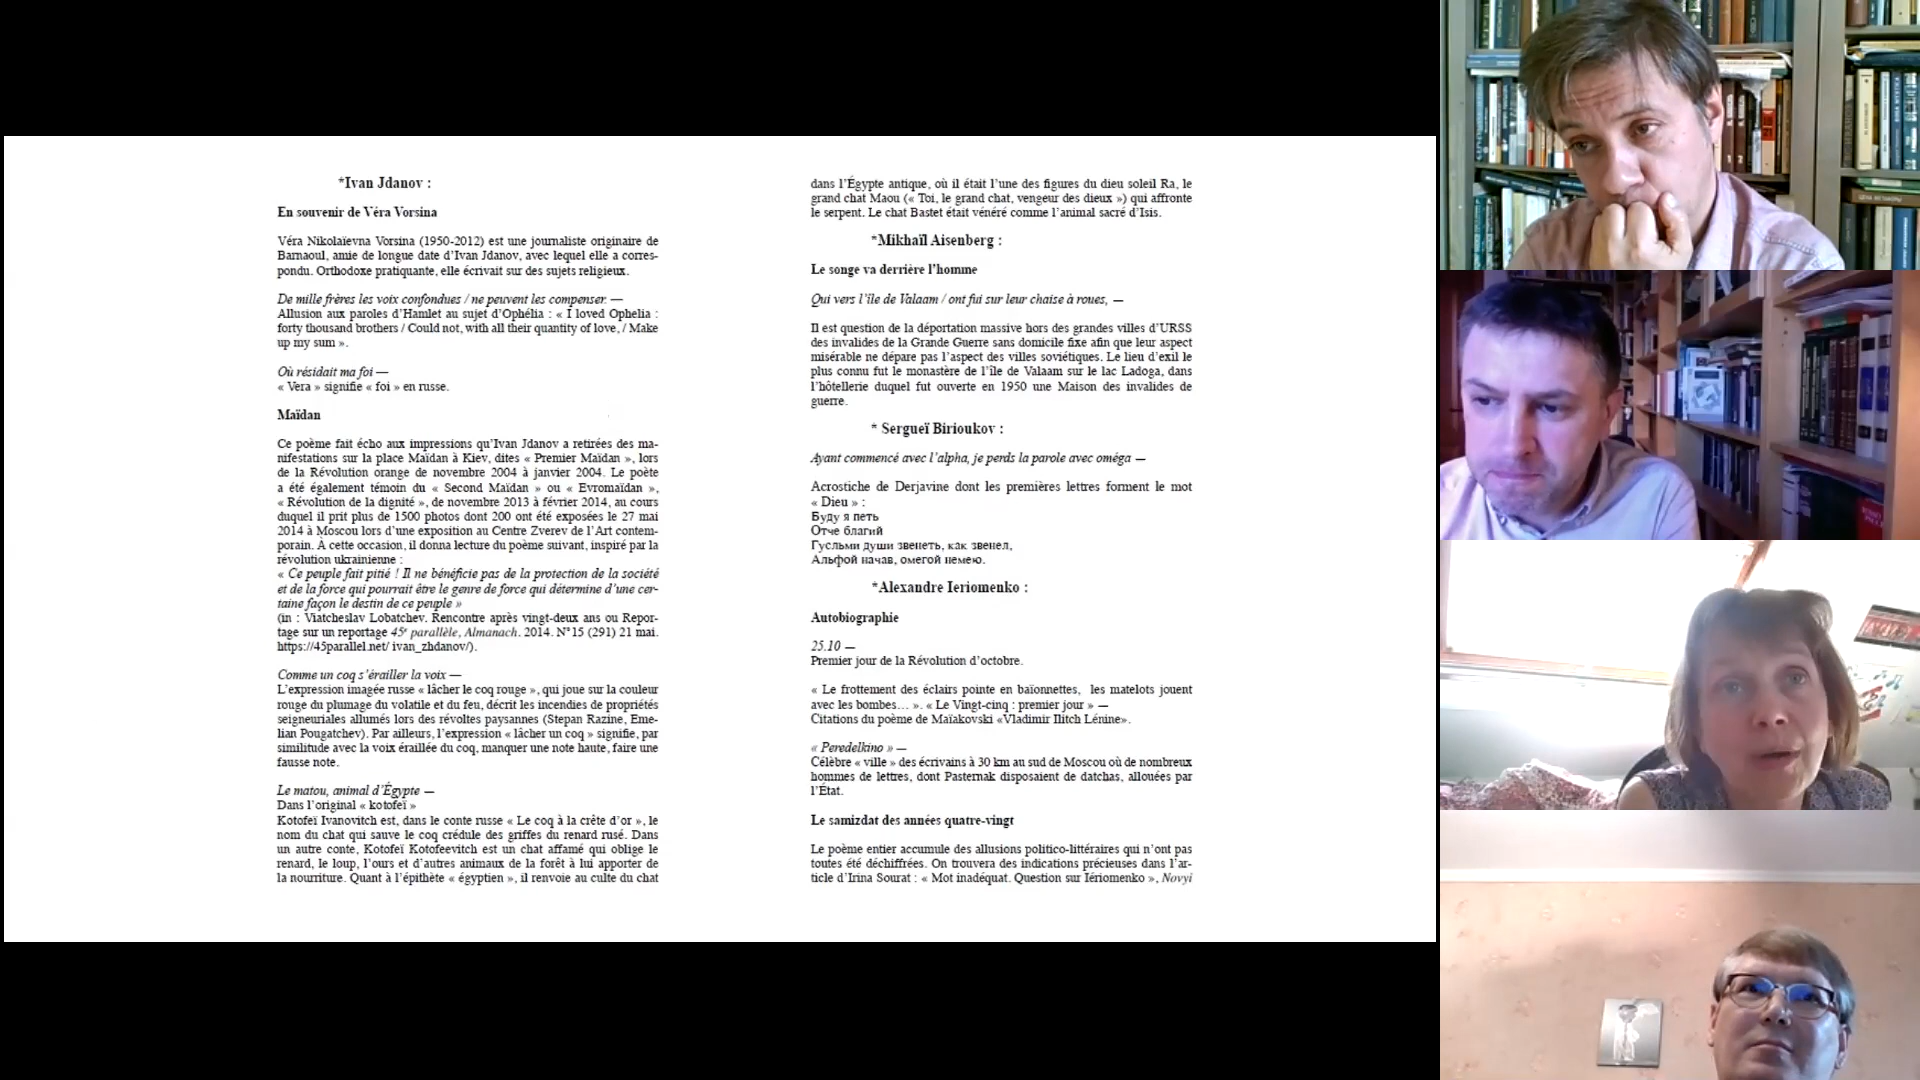 *Ivan Jdanov :
En souvenir de Véra Vorsina
Véra Nikolaïevna Vorsina (1950-2012) est une journaliste originaire de
Barnaoul, amie de longue date d’Ivan Jdanov, avec lequel elle a corres-
pondu. Orthodoxe pratiquante, elle écrivait sur des sujets religieux.
De mille frères les voix confondues / ne peuvent les compenser. —
Allusion aux paroles d’Hamlet au sujet d’Ophélia : « I loved Ophelia :
forty thousand brothers / Could not, with all their quantity of love, / Make
up my sum ».
Où résidait ma foi —
« Vera » signifie « foi » en russe.
Maïdan
Ce poème fait écho aux impressions qu’Ivan Jdanov a retirées des ma-
nifestations sur la place Maïdan à Kiev, dites « Premier Maïdan », lors
de la Révolution orange de novembre 2004 à janvier 2004. Le poète
a été également témoin du « Second Maïdan » ou « Evromaïdan »,
« Révolution de la dignité », de novembre 2013 à février 2014, au cours
duquel il prit plus de 1500 photos dont 200 ont été exposées le 27 mai
2014 à Moscou lors d’une exposition au Centre Zverev de l’Art contem-
porain. À cette occasion, il donna lecture du poème suivant, inspiré par la
révolution ukrainienne :
« Ce peuple fait pitié ! Il ne bénéficie pas de la protection de la société
et de la force qui pourrait être le genre de force qui détermine d’une cer-
taine façon le destin de ce peuple »
(in : Viatcheslav Lobatchev. Rencontre après vingt-deux ans ou Repor-
tage sur un reportage 45e parallèle, Almanach. 2014. N°15 (291) 21 mai.
https://45parallel.net/ ivan_zhdanov/).
Comme un coq s’érailler la voix —
L’expression imagée russe « lâcher le coq rouge », qui joue sur la couleur
rouge du plumage du volatile et du feu, décrit les incendies de propriétés
seigneuriales allumés lors des révoltes paysannes (Stepan Razine, Eme-
lian Pougatchev). Par ailleurs, l’expression « lâcher un coq » signifie, par
similitude avec la voix éraillée du coq, manquer une note haute, faire une
fausse note.
Le matou, animal d’Égypte —
Dans l’original « kotofeï »
Kotofeï Ivanovitch est, dans le conte russe « Le coq à la crête d’or », le
nom du chat qui sauve le coq crédule des griffes du renard rusé. Dans
un autre conte, Kotofeï Kotofeevitch est un chat affamé qui oblige le
renard, le loup, l’ours et d’autres animaux de la forêt à lui apporter de
la nourriture. Quant à l’épithète « égyptien », il renvoie au culte du chat
dans l’Égypte antique, où il était l’une des figures du dieu soleil Ra, le
grand chat Maou (« Toi, le grand chat, vengeur des dieux ») qui affronte
le serpent. Le chat Bastet était vénéré comme l’animal sacré d’Isis.
*Mikhaïl Aisenberg :
Le songe va derrière l’homme
Qui vers l’île de Valaam / ont fui sur leur chaise à roues, —
Il est question de la déportation massive hors des grandes villes d’URSS
des invalides de la Grande Guerre sans domicile fixe afin que leur aspect
misérable ne dépare pas l’aspect des villes soviétiques. Le lieu d’exil le
plus connu fut le monastère de l’île de Valaam sur le lac Ladoga, dans
l’hôtellerie duquel fut ouverte en 1950 une Maison des invalides de
guerre.
* Sergueï Birioukov :
Ayant commencé avec l’alpha, je perds la parole avec oméga —
Acrostiche de Derjavine dont les premières lettres forment le mot
« Dieu » :
Буду я петь
Отче благий
Гусльми души звенеть, как звенел,
Альфой начав, омегой немею.
*Alexandre Ieriomenko :
Autobiographie
25.10 —
Premier jour de la Révolution d’octobre.
« Le frottement des éclairs pointe en baïonnettes, les matelots jouent
avec les bombes… ». « Le Vingt-cinq : premier jour » —
Citations du poème de Maïakovski «Vladimir Ilitch Lénine».
« Peredelkino » —
Célèbre « ville » des écrivains à 30 km au sud de Moscou où de nombreux
hommes de lettres, dont Pasternak disposaient de datchas, allouées par
l’État.
Le samizdat des années quatre-vingt
Le poème entier accumule des allusions politico-littéraires qui n’ont pas
toutes été déchiffrées. On trouvera des indications précieuses dans l’ar-
ticle d’Irina Sourat : « Mot inadéquat. Question sur Iériomenko », Novyi